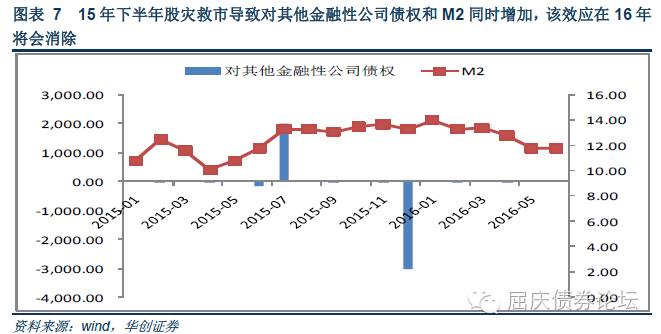 图表 7 15 年下半年股灾救市导致对其他金融性公司债权和 M2 同时增加，该效应在 16 年
将会消除
对其他金融性公司债权 M2
3,000.00 16.00
2,000.00 14.00
1,000.00 12.00
0.00 10.00
-1,000.00 8.00
-2,000.00 6.00
-3,000.00 4.00
-4,000.00 2.00
0.00
2015-01 2015-03 2015-05 2015-07 2015-09 2015-11 2016-01 2016-03 2016-05
屈庆债券论坛
资料来源：wind，华创证券